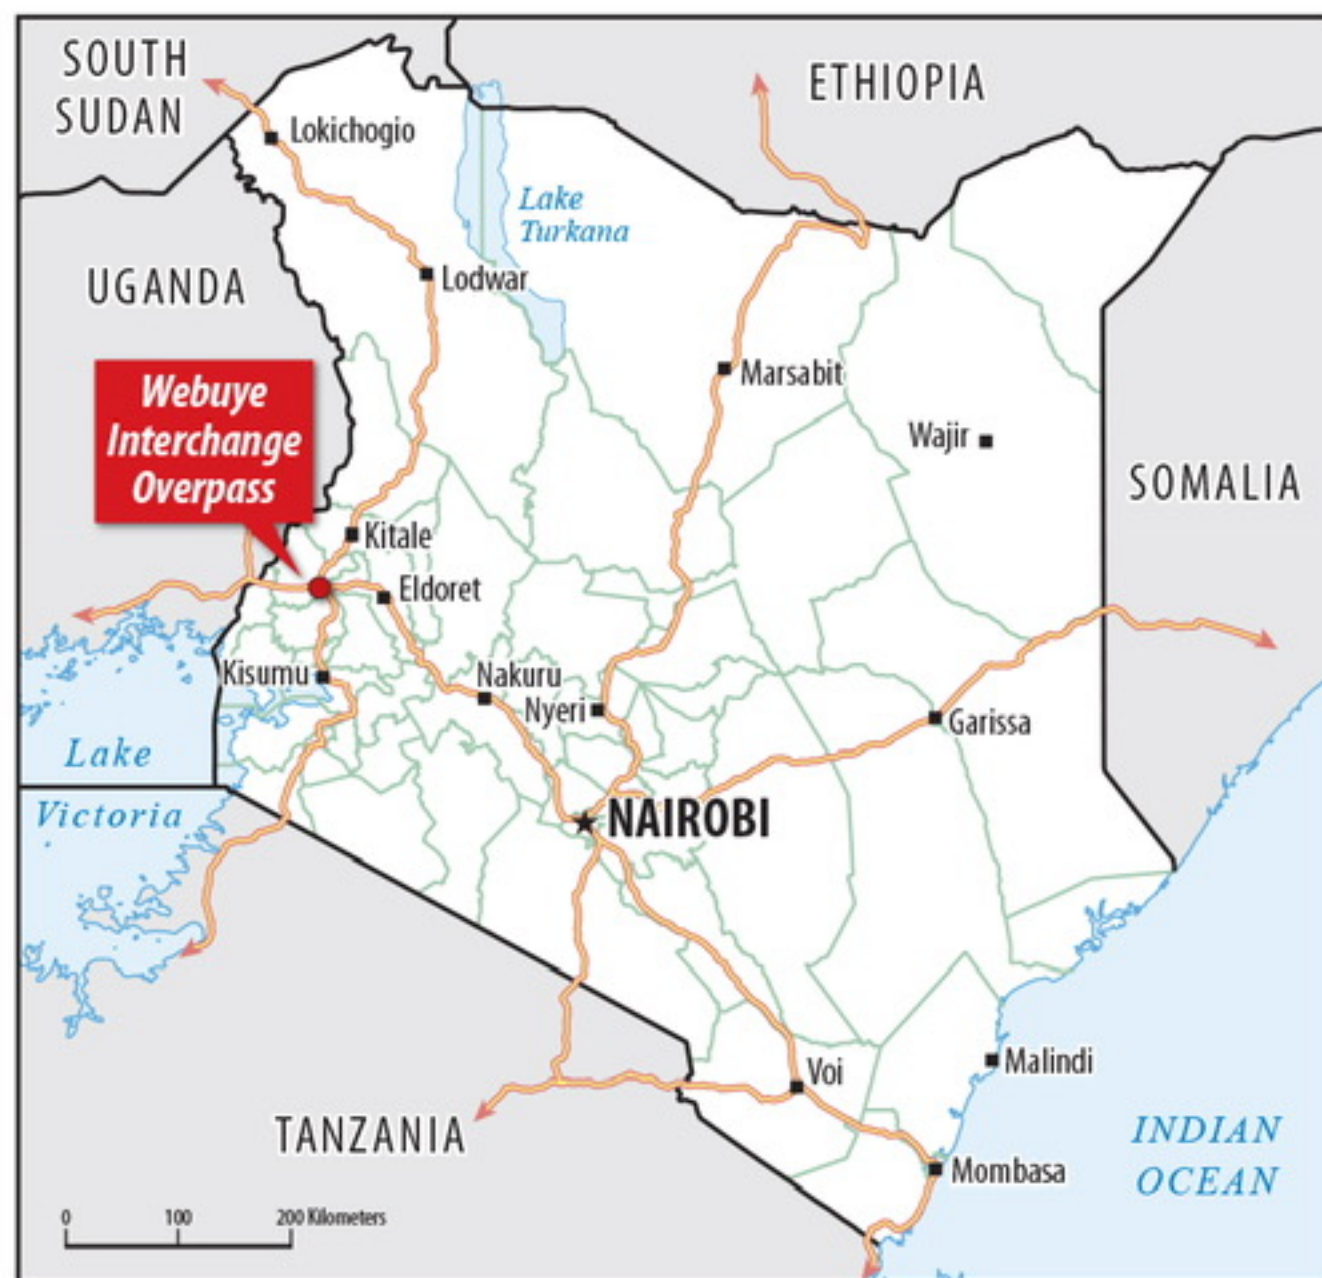 SOUTH
SUDAN
ETHIOPIA
Lokichogio
Lake
Turkana
UGANDA
Lodwar
Marsabit
Webuye
Interchange
Overpass
Wajir
SOMALIA
Kitale
Eldoret
Kisumu
Nakuru
Nyeri
Garissa
Lake
Victoria
NAIROBI
Voi
Malindi
TANZANIA
INDIAN
OCEAN
Mombasa
0 100 200 Kilometers